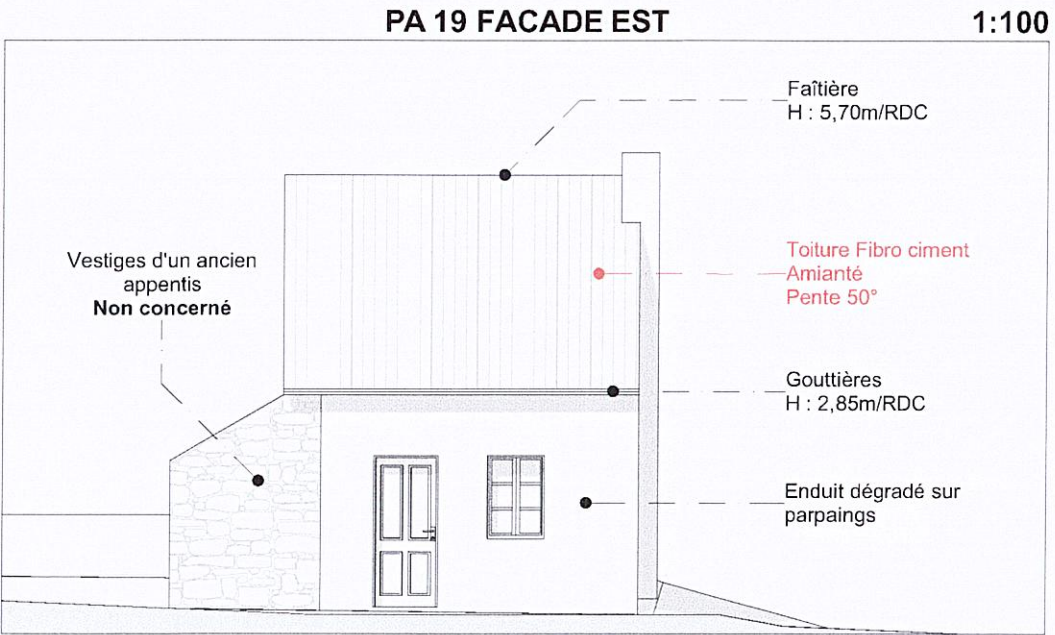 PA 19 FACADE EST
1:100
Faîtière
H : 5,70m/RDC
Vestiges d'un ancien
appentis
Non concerné
Toiture Fibro ciment
Amianté
Pente 50°
Gouttières
H : 2,85m/RDC
Enduit dégradé sur
parpaings